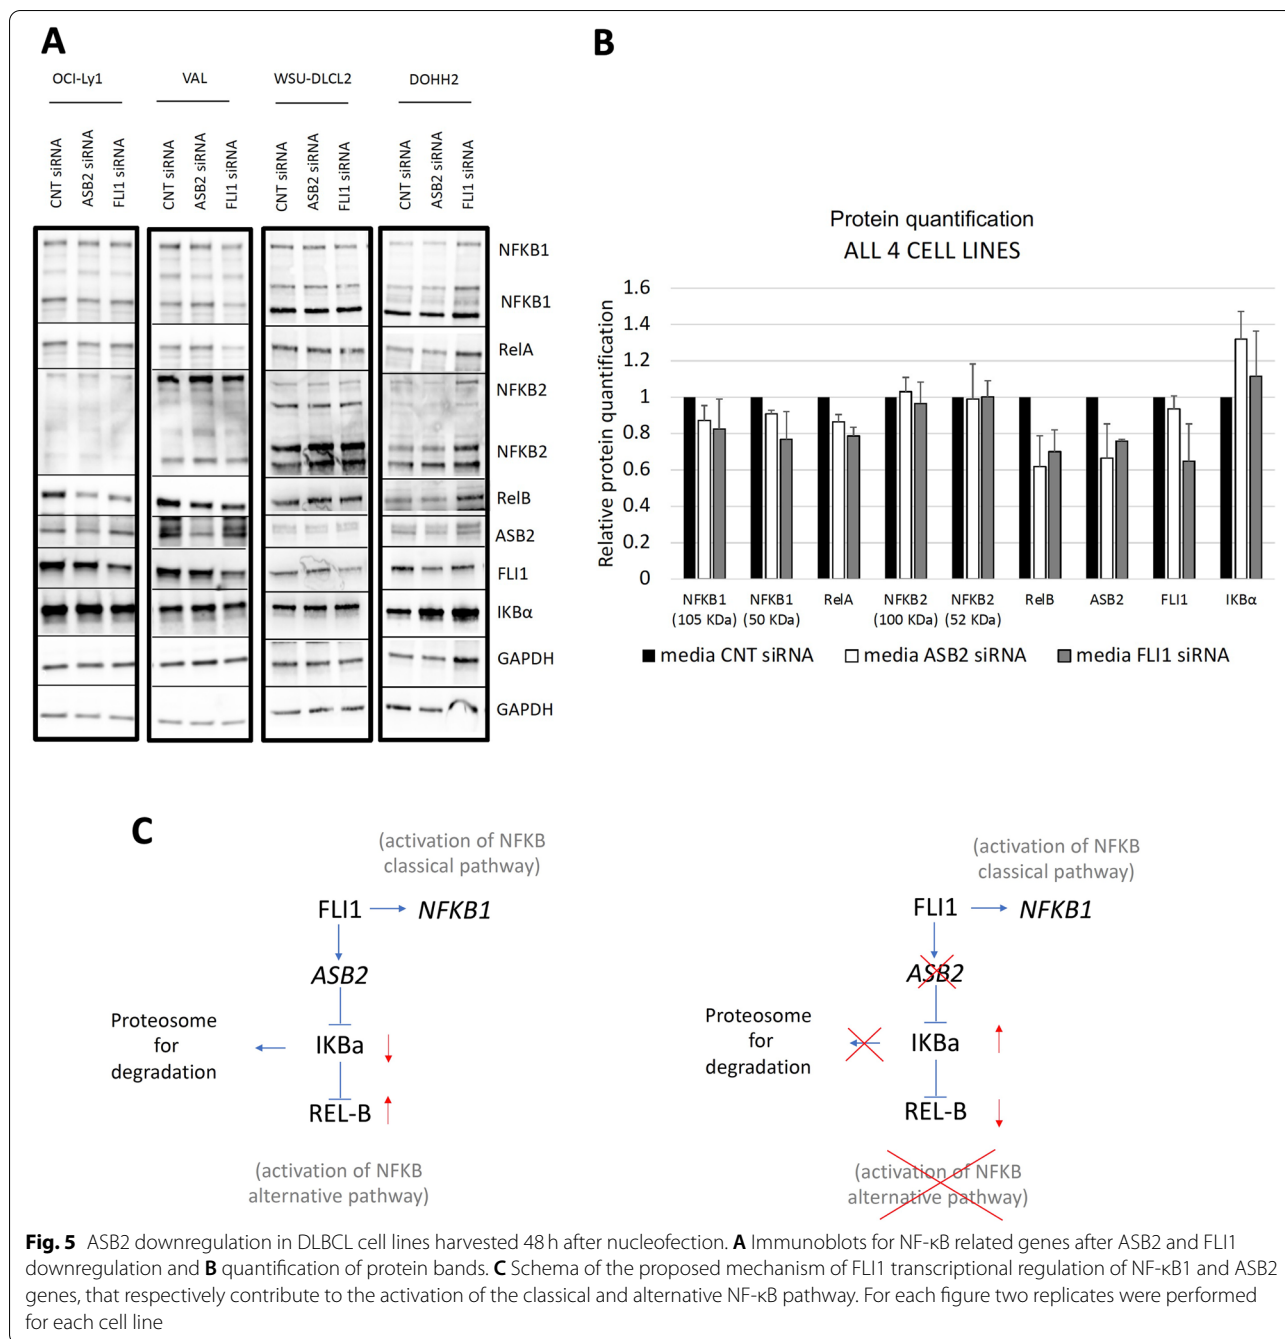 A
OCI-Ly1
VAL
WSU-DLCL2
DOHH2
CNT siRNA
ASB2 siRNA
FLI1 siRNA
CNT siRNA
ASB2 siRNA
FLI1 siRNA
CNT siRNA
ASB2 siRNA
FLI1 siRNA
CNT siRNA
ASB2 siRNA
FLI1 siRNA
NFKB1
NFKB1
RelA
NFKB2
NFKB2
RelB
ASB2
FLI1
IKBα
GAPDH
GAPDH
B
Protein quantification
ALL 4 CELL LINES
Relative protein quantification
1.6
1.4
1.2
1
0.8
0.6
0.4
0.2
0
NFKB1 (105 KDa)
NFKB1 (50 KDa)
RelA
NFKB2 (100 KDa)
NFKB2 (52 KDa)
RelB
ASB2
FLI1
IKBα
media CNT siRNA
media ASB2 siRNA
media FLI1 siRNA
C
(activation of NFKB
classical pathway)
FLI1
NFKB1
ASB2
Proteosome
for
degradation
IKBa
REL-B
(activation of NFKB
alternative pathway)
(activation of NFKB
classical pathway)
FLI1
NFKB1
ASB2
Proteosome
for
degradation
IKBa
REL-B
(activation of NFKB
alternative pathway)
Fig. 5 ASB2 downregulation in DLBCL cell lines harvested 48 h after nucleofection. A Immunoblots for NF-κB related genes after ASB2 and FLI1
downregulation and B quantification of protein bands. C Schema of the proposed mechanism of FLI1 transcriptional regulation of NF-κB1 and ASB2
genes, that respectively contribute to the activation of the classical and alternative NF-κB pathway. For each figure two replicates were performed
for each cell line